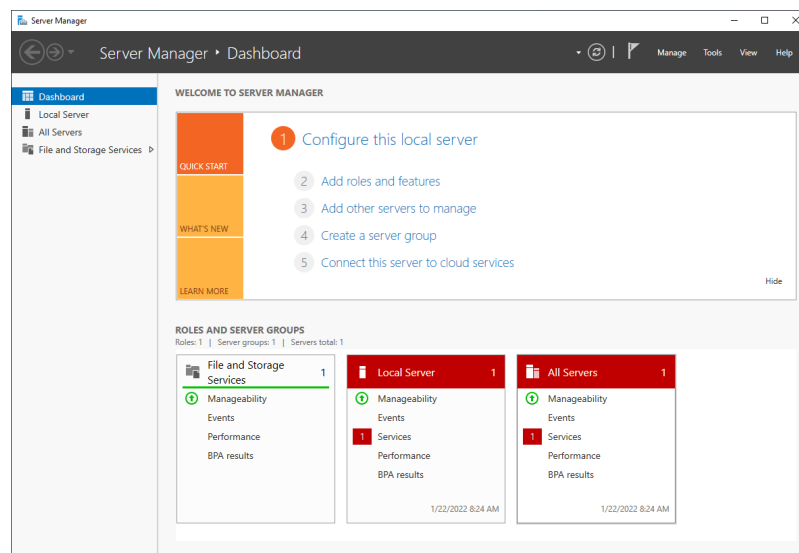 Server Manager
Server Manager • Dashboard
Manage Tools View Help
Dashboard
Local Server
All Servers
File and Storage Services
WELCOME TO SERVER MANAGER
QUICK START
WHAT'S NEW
LEARN MORE
1 Configure this local server
2 Add roles and features
3 Add other servers to manage
4 Create a server group
5 Connect this server to cloud services
Hide
ROLES AND SERVER GROUPS
Roles: 1 | Server groups: 1 | Servers total: 1
File and Storage
Services 1
Manageability
Events
Performance
BPA results
Local Server 1
Manageability
Events
1 Services
Performance
BPA results
1/22/2022 8:24 AM
All Servers 1
Manageability
Events
1 Services
Performance
BPA results
1/22/2022 8:24 AM